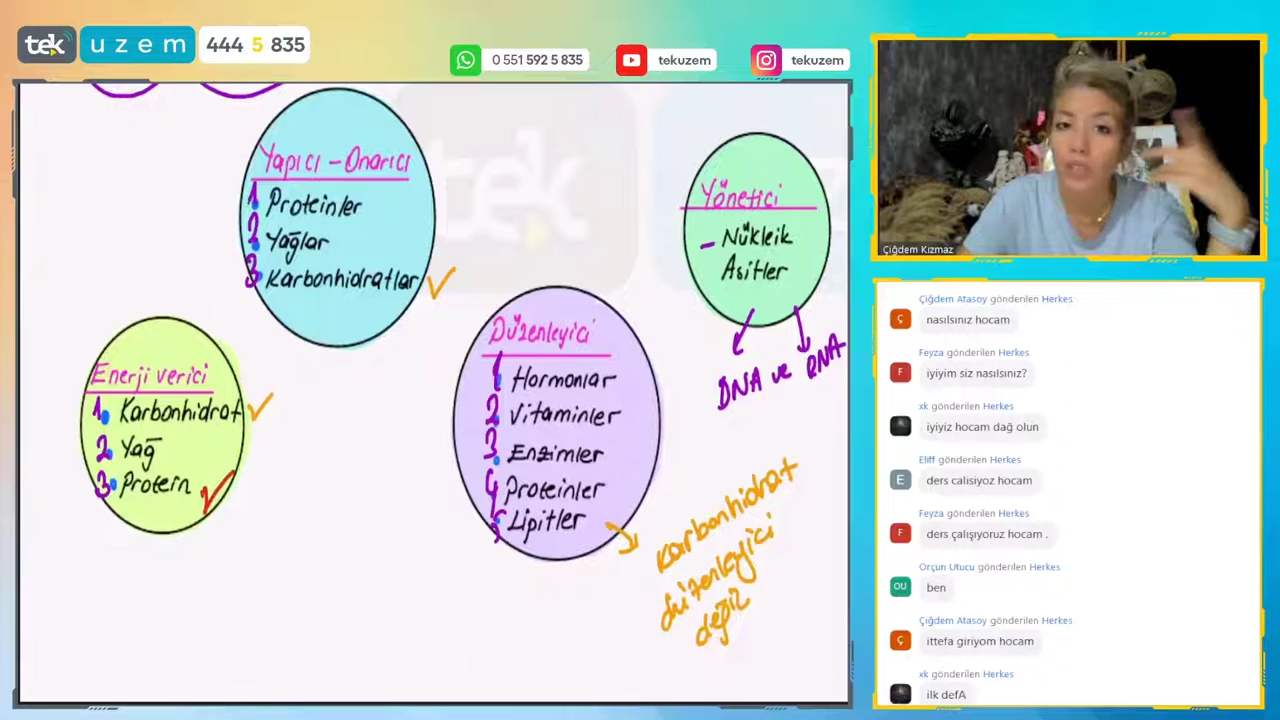 tek
uzem
444 5 835
0 551 592 5 835
tekuzem
tekuzem
tek
Yapıcı - Onarıcı
1 Proteinler
2 Yağlar
3 Karbonhidratlar
Yönetici
- Nükleik
Asitler
DNA ve RNA
Enerji verici
1. Karbonhidrat
2. Yağ
3. Protein
Düzenleyici
1 Hormonlar
2 Vitaminler
3 Enzimler
4 Proteinler
5 Lipitler
karbonhidrat
düzenleyici
değil
Çiğdem Kızmaz
Çiğdem Atasoy gönderilen Herkes
Ç
nasılsınız hocam
Feyza gönderilen Herkes
F
iyiyim siz nasılsınız?
xk gönderilen Herkes
iyiyiz hocam dağ olun
Eliff gönderilen Herkes
E
ders calisiyoz hocam
Feyza gönderilen Herkes
F
ders çalışıyoruz hocam .
Orçun Utucu gönderilen Herkes
OU
ben
Çiğdem Atasoy gönderilen Herkes
Ç
ittefa giriyom hocam
xk gönderilen Herkes
ilk defA